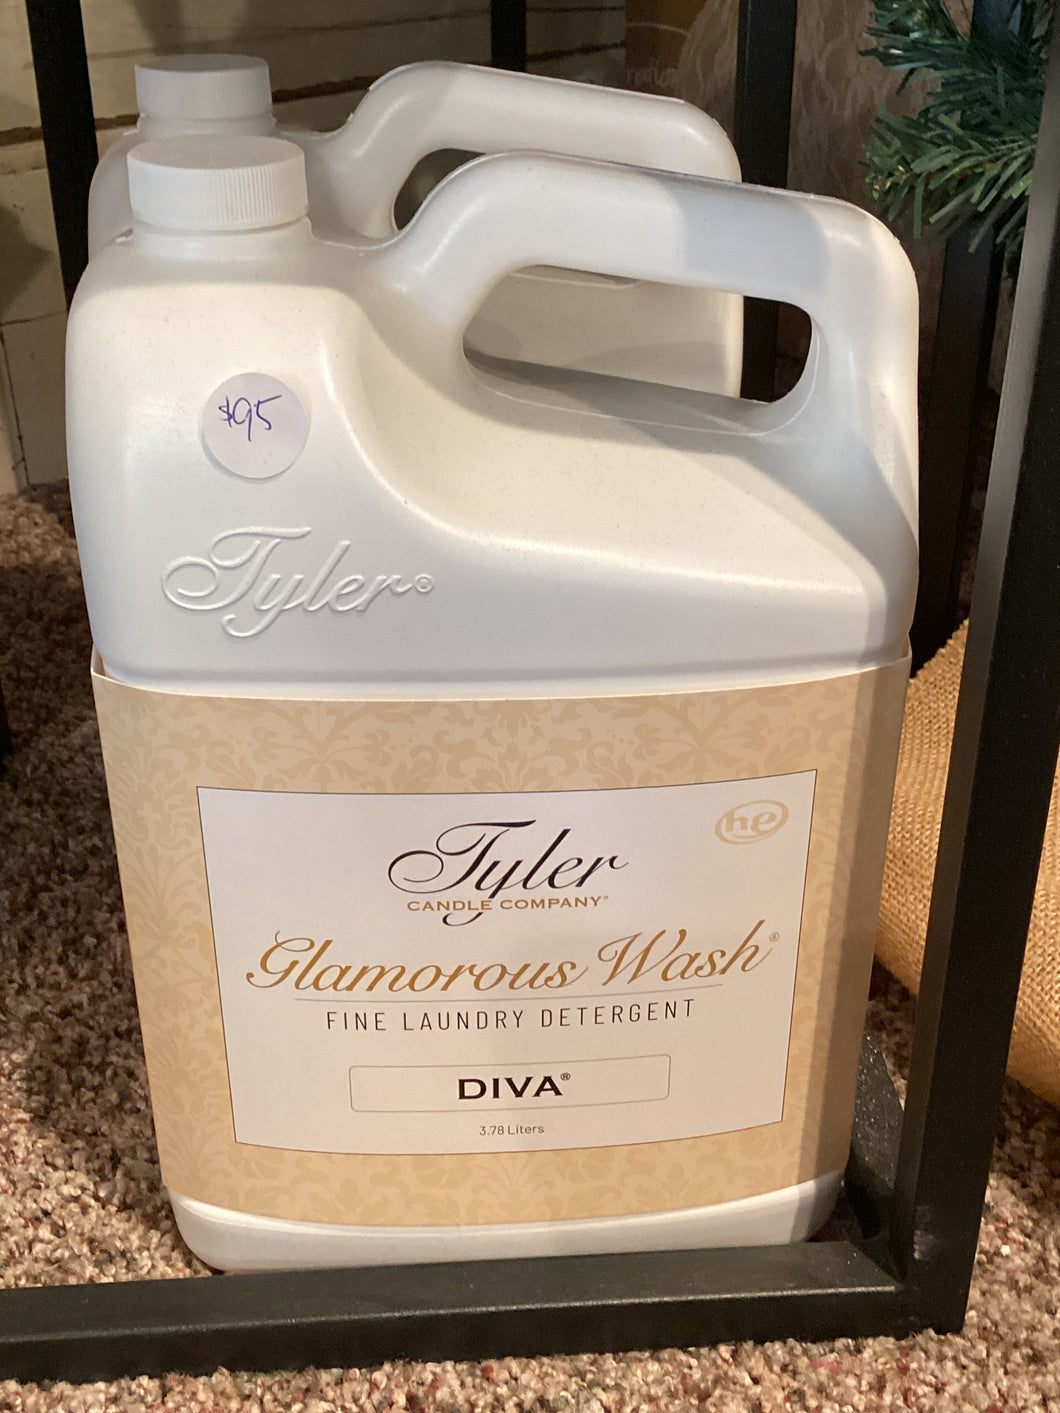 $95
Tyler®
he
Tyler
CANDLE COMPANY®
Glamorous Wash®
FINE LAUNDRY DETERGENT
DIVA®
3.78 Liters